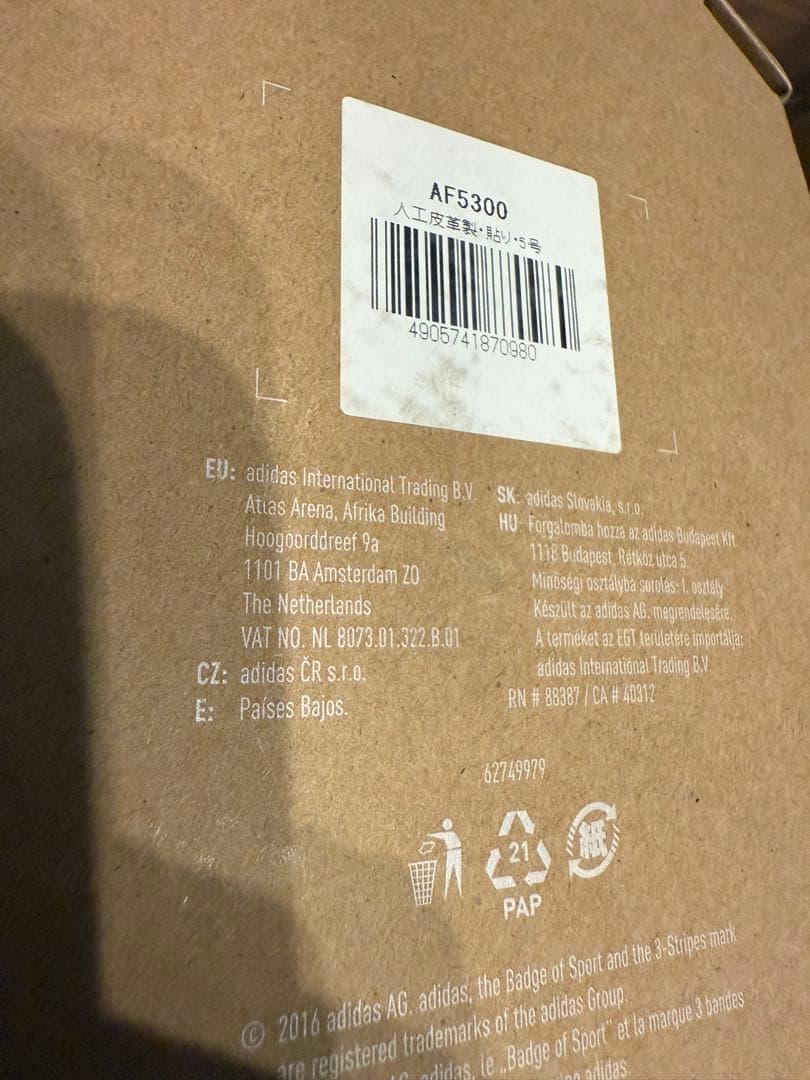 AF5300
人工皮革製・貼り・5号
4905741870980
EU: adidas International Trading B.V.
Atlas Arena, Afrika Building
Hoogoorddreef 9a
1101 BA Amsterdam ZO
The Netherlands
VAT NO. NL 8073.01.322.B.01
CZ: adidas ČR s.r.o.
E: Países Bajos.
SK: adidas Slovakia, s.r.o.
HU: Forgalomba hozza az adidas Budapest Kft.
1118 Budapest, Rétköz utca 5.
Minőségi osztályba sorolás: I. osztály
Készült az adidas AG. megrendelésére.
A terméket az EGT területére importálja:
adidas International Trading B.V.
RN # 88387 / CA # 40312
62749979
21
PAP
紙
© 2016 adidas AG. adidas, the Badge of Sport and the 3-Stripes mark
are registered trademarks of the adidas Group.
adidas, le „Badge of Sport" et la marque 3 bandes
adidas.